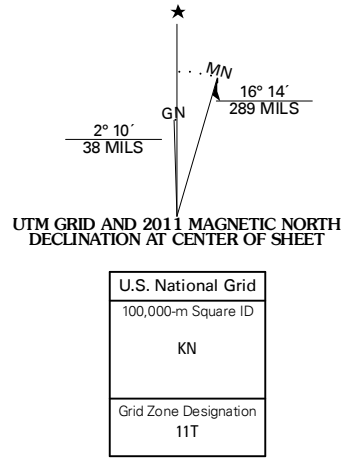 MN
16° 14´
289 MILS
GN
2° 10´
38 MILS
UTM GRID AND 2011 MAGNETIC NORTH
DECLINATION AT CENTER OF SHEET
U.S. National Grid
100,000-m Square ID
KN
Grid Zone Designation
11T